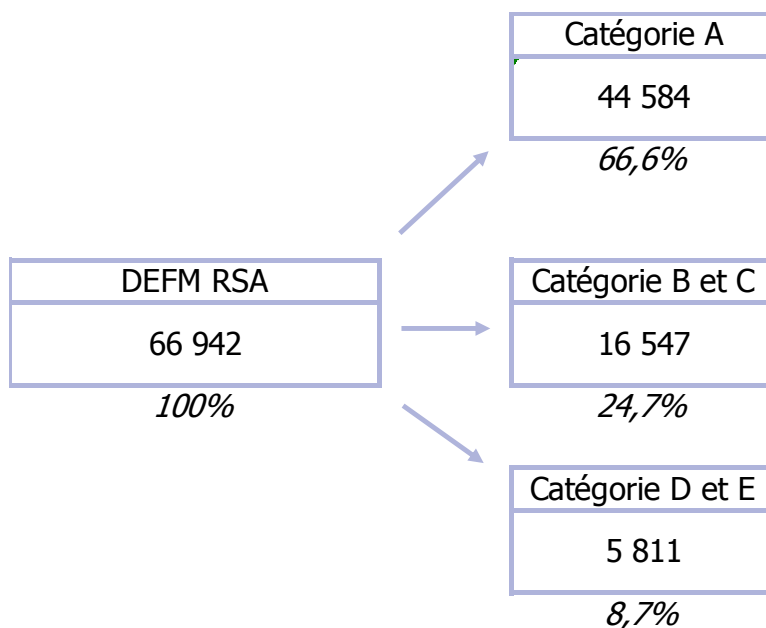 Catégorie A
44 584
66,6%
DEFM RSA
66 942
100%
Catégorie B et C
16 547
24,7%
Catégorie D et E
5 811
8,7%